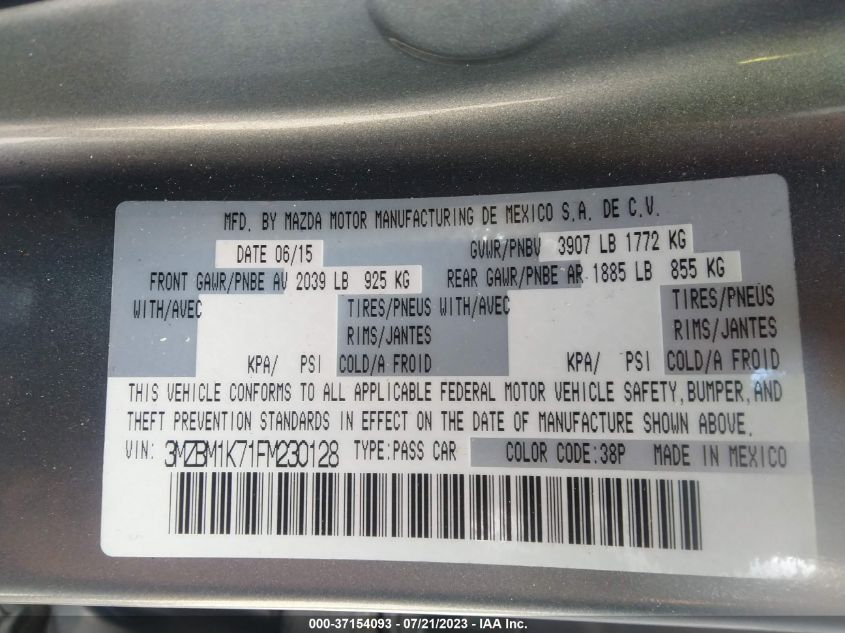 MFD. BY MAZDA MOTOR MANUFACTURING DE MEXICO S.A. DE C.V.
DATE 06/15 GVWR/PNBV 3907 LB 1772 KG
FRONT GAWR/PNBE AV 2039 LB 925 KG REAR GAWR/PNBE AR 1885 LB 855 KG
WITH/AVEC TIRES/PNEUS WITH/AVEC TIRES/PNEUS
RIMS/JANTES RIMS/JANTES
KPA/ PSI COLD/A FROID KPA/ PSI COLD/A FROID
THIS VEHICLE CONFORMS TO ALL APPLICABLE FEDERAL MOTOR VEHICLE SAFETY, BUMPER, AND
THEFT PREVENTION STANDARDS IN EFFECT ON THE DATE OF MANUFACTURE SHOWN ABOVE.
VIN: 3MZBM1K71FM230128 TYPE:PASS CAR COLOR CODE:38P MADE IN MEXICO
000-37154093 - 07/21/2023 - IAA Inc.